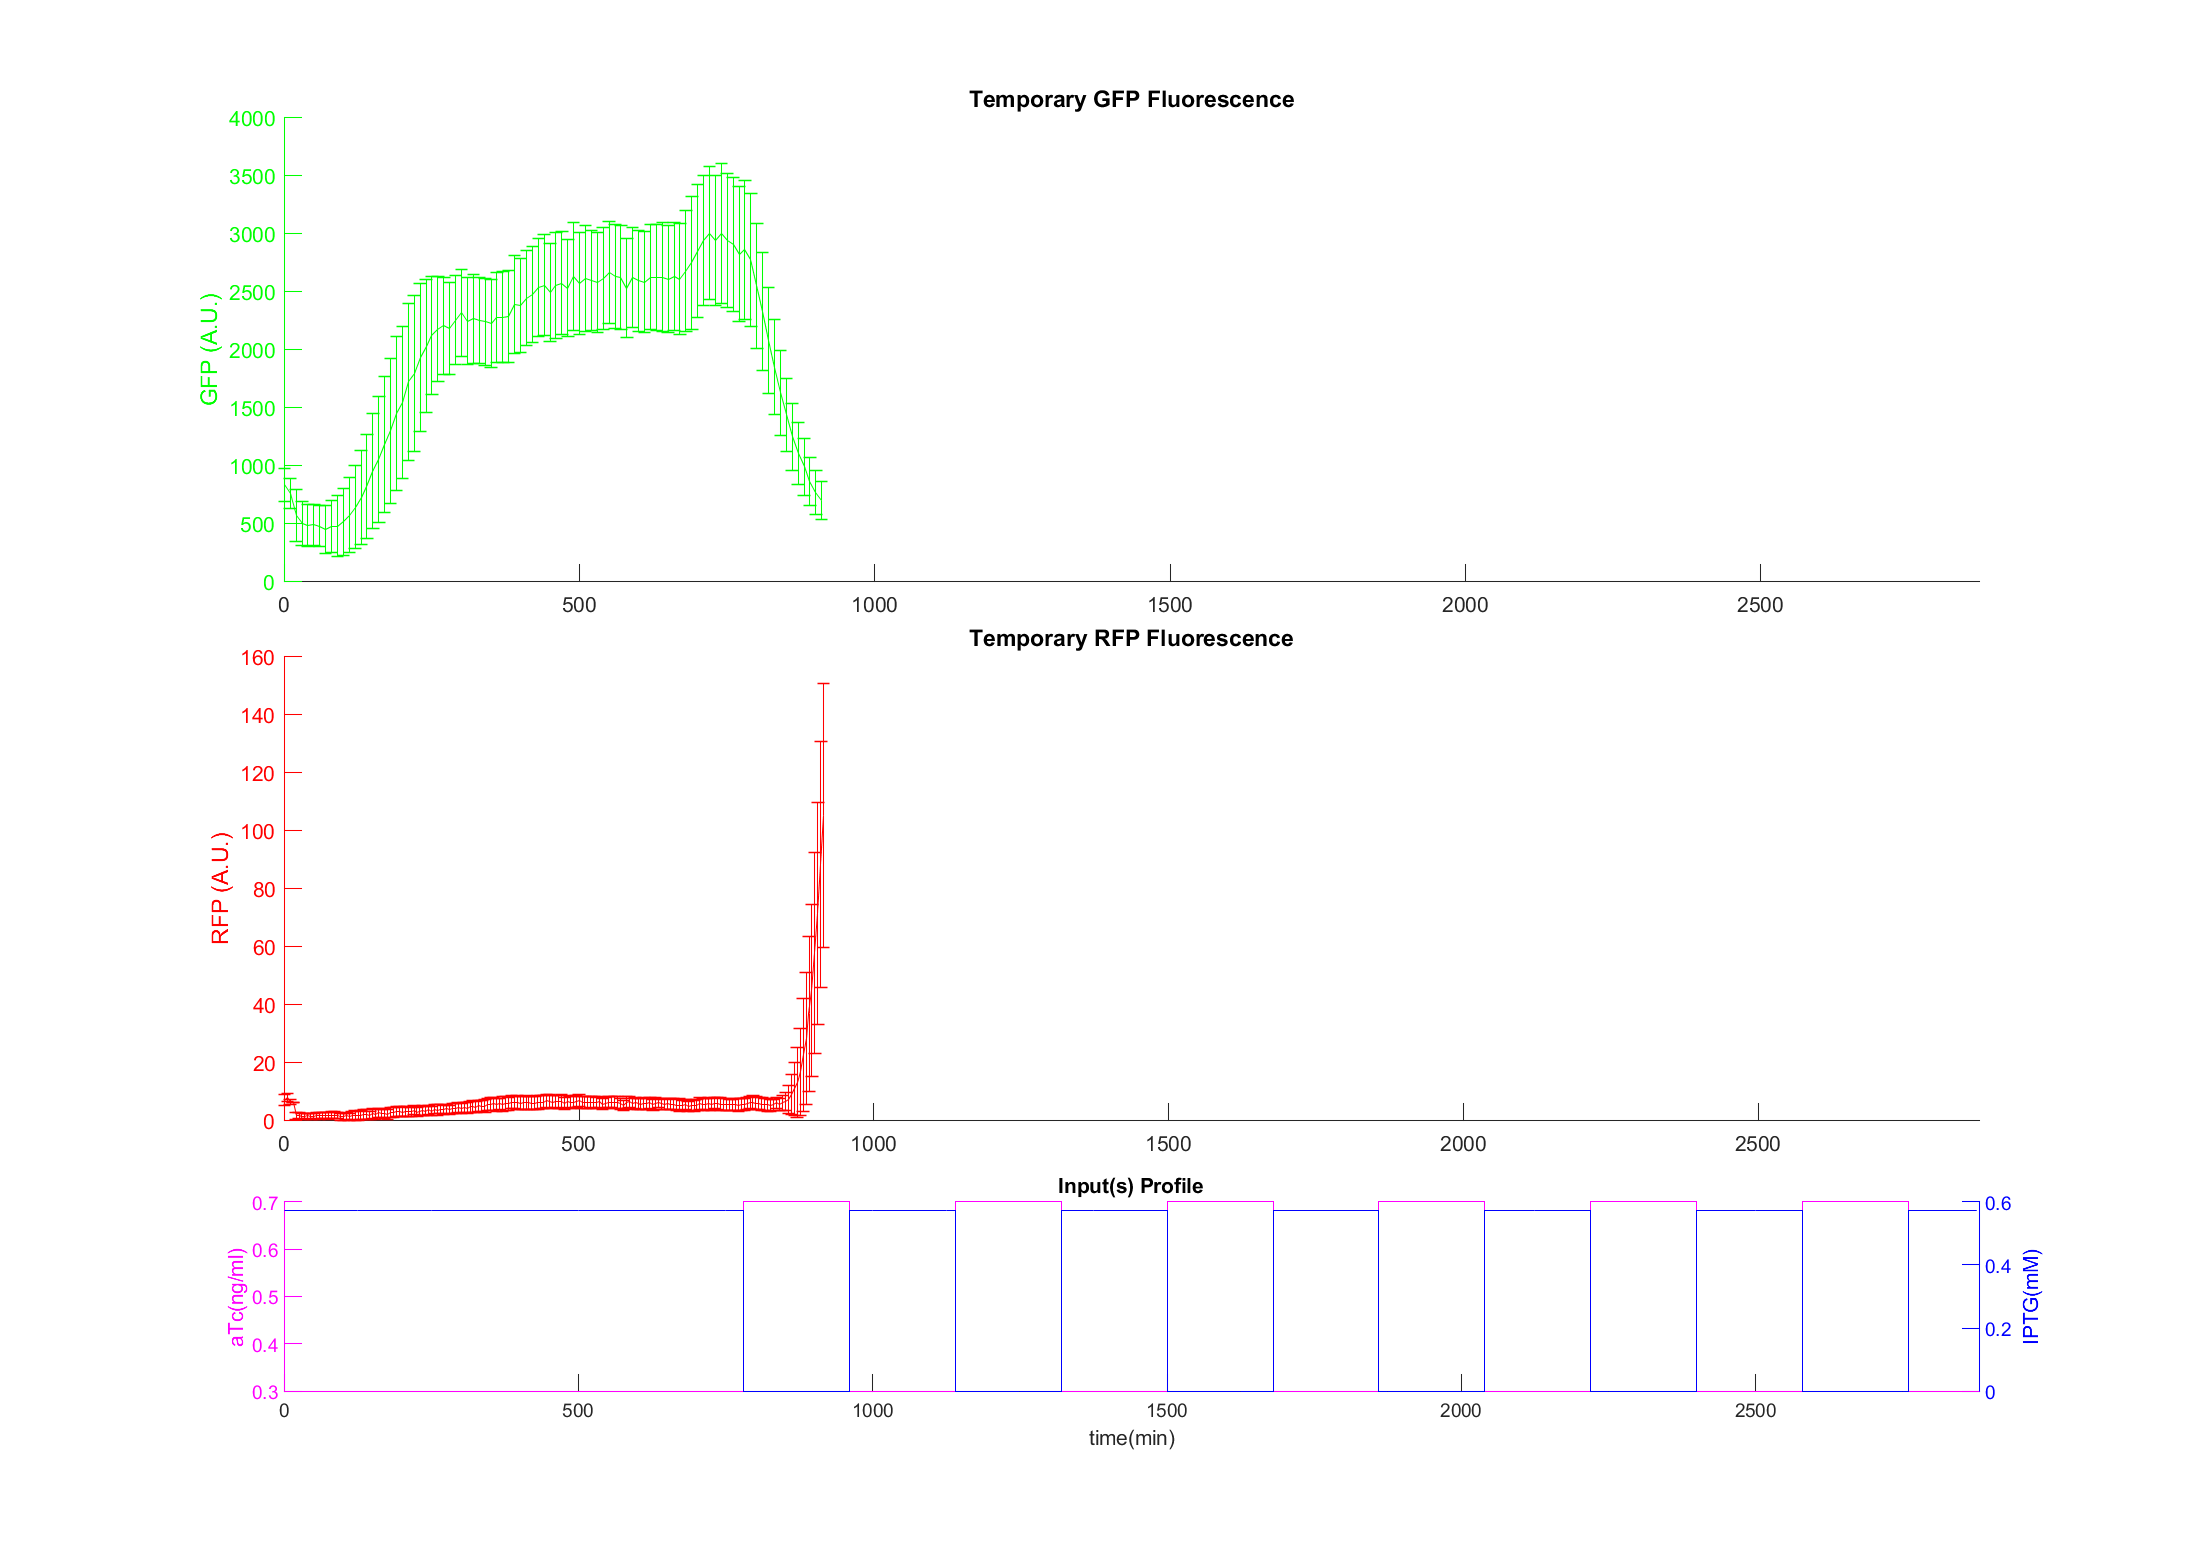 Temporary GFP Fluorescence
4000
3500
3000
2500
2000
1500
1000
500
0
GFP (A.U.)
0 500 1000 1500 2000 2500
Temporary RFP Fluorescence
160
140
120
100
80
60
40
20
0
RFP (A.U.)
0 500 1000 1500 2000 2500
Input(s) Profile
0.7
0.6
0.5
0.4
0.3
aTc(ng/ml)
0.6
0.4
0.2
0
IPTG(mM)
0 500 1000 1500 2000 2500
time(min)